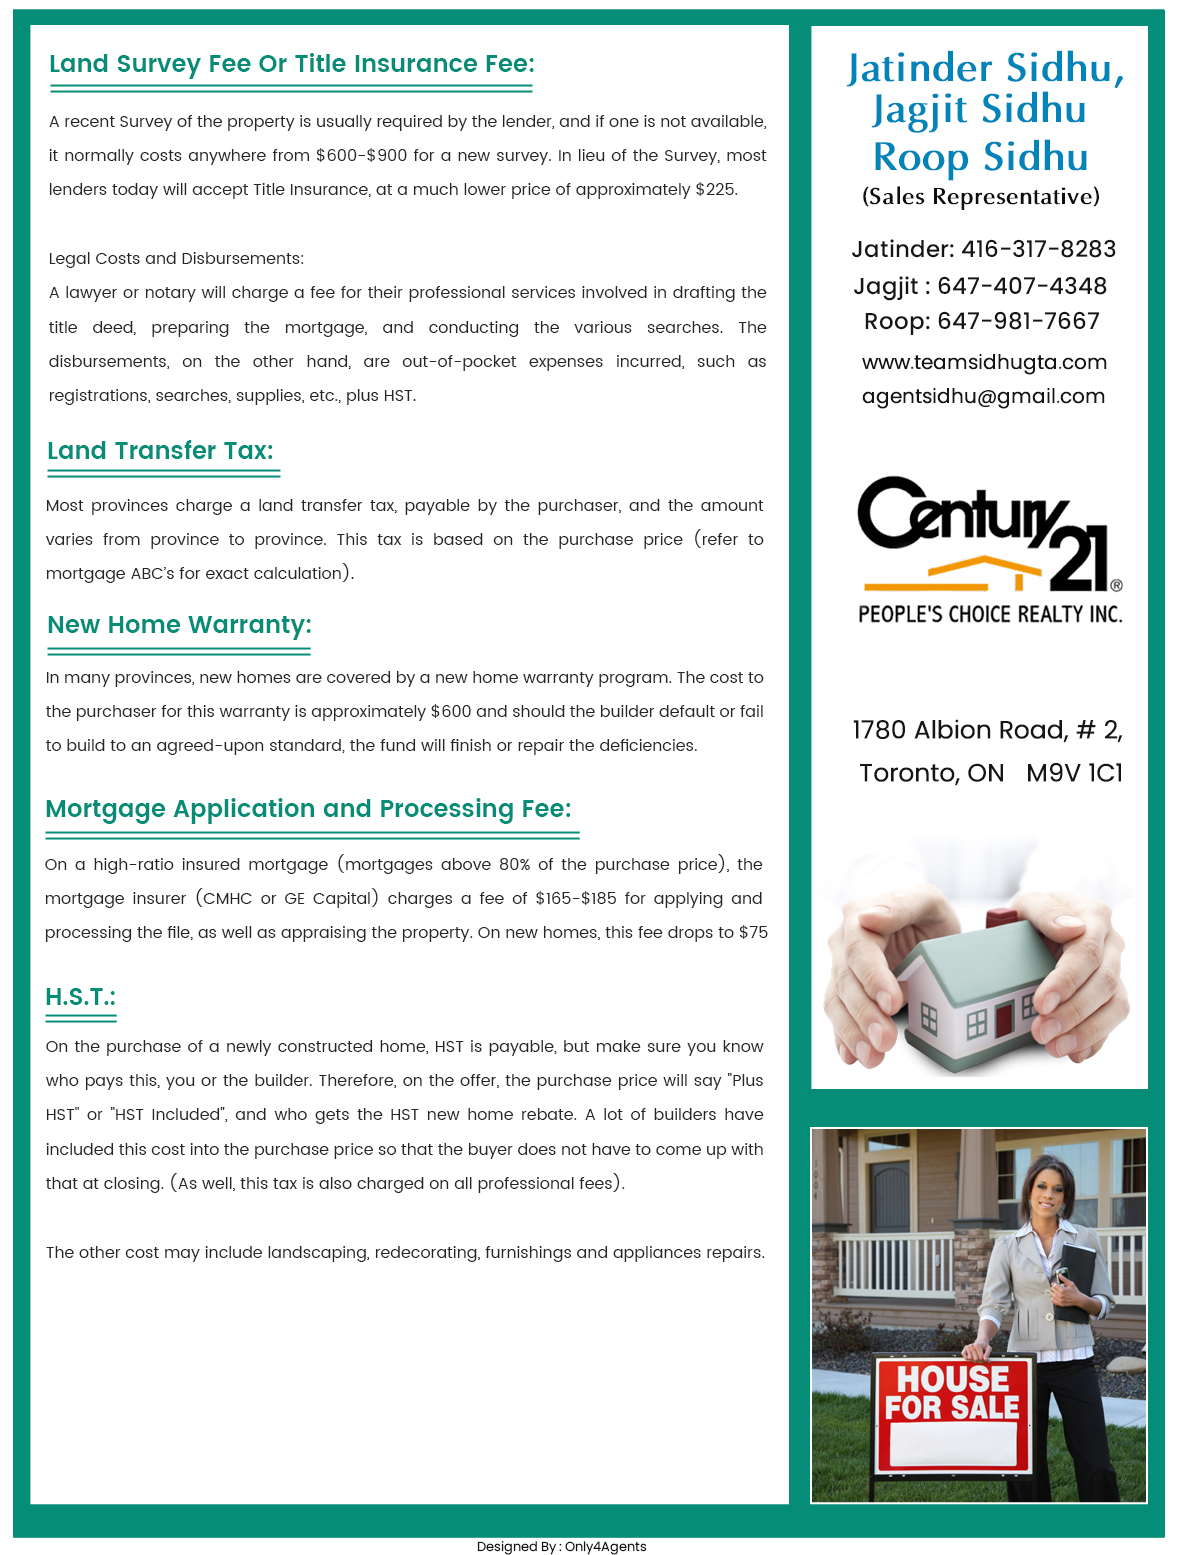 Land Survey Fee Or Title Insurance Fee:
A recent Survey of the property is usually required by the lender, and if one is not available,
it normally costs anywhere from $600-$900 for a new survey. In lieu of the Survey, most
lenders today will accept Title Insurance, at a much lower price of approximately $225.
Legal Costs and Disbursements:
A lawyer or notary will charge a fee for their professional services involved in drafting the
title deed, preparing the mortgage, and conducting the various searches. The
disbursements, on the other hand, are out-of-pocket expenses incurred, such as
registrations, searches, supplies, etc., plus HST.
Land Transfer Tax:
Most provinces charge a land transfer tax, payable by the purchaser, and the amount
varies from province to province. This tax is based on the purchase price (refer to
mortgage ABC's for exact calculation).
New Home Warranty:
In many provinces, new homes are covered by a new home warranty program. The cost to
the purchaser for this warranty is approximately $600 and should the builder default or fail
to build to an agreed-upon standard, the fund will finish or repair the deficiencies.
Mortgage Application and Processing Fee:
On a high-ratio insured mortgage (mortgages above 80% of the purchase price), the
mortgage insurer (CMHC or GE Capital) charges a fee of $165-$185 for applying and
processing the file, as well as appraising the property. On new homes, this fee drops to $75
H.S.T.:
On the purchase of a newly constructed home, HST is payable, but make sure you know
who pays this, you or the builder. Therefore, on the offer, the purchase price will say "Plus
HST" or "HST Included", and who gets the HST new home rebate. A lot of builders have
included this cost into the purchase price so that the buyer does not have to come up with
that at closing. (As well, this tax is also charged on all professional fees).
The other cost may include landscaping, redecorating, furnishings and appliances repairs.
Jatinder Sidhu,
Jagjit Sidhu
Roop Sidhu
(Sales Representative)
Jatinder: 416-317-8283
Jagjit : 647-407-4348
Roop: 647-981-7667
www.teamsidhugta.com
agentsidhu@gmail.com
Century
21®
PEOPLE'S CHOICE REALTY INC.
1780 Albion Road, # 2,
Toronto, ON M9V 1C1
1004
HOUSE
FOR SALE
Designed By : Only4Agents